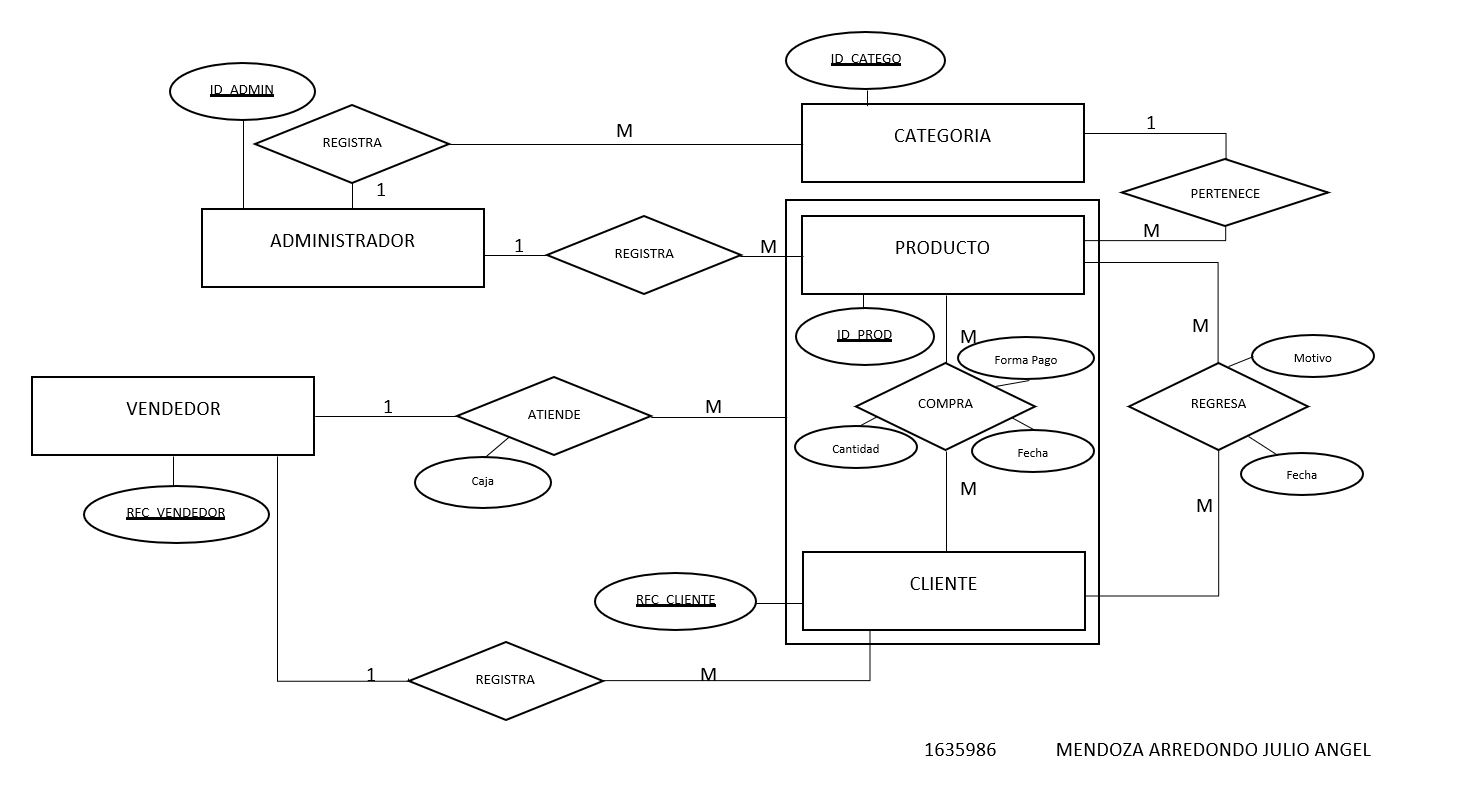 ID_CATEGO
ID_ADMIN
REGISTRA
M
CATEGORIA
1
1
PERTENECE
ADMINISTRADOR
1
REGISTRA
M
PRODUCTO
M
ID_PROD
M
Forma Pago
M
Motivo
VENDEDOR
1
ATIENDE
M
COMPRA
REGRESA
Cantidad
Fecha
Caja
M
Fecha
RFC_VENDEDOR
M
CLIENTE
RFC_CLIENTE
1
REGISTRA
M
1635986 MENDOZA ARREDONDO JULIO ANGEL